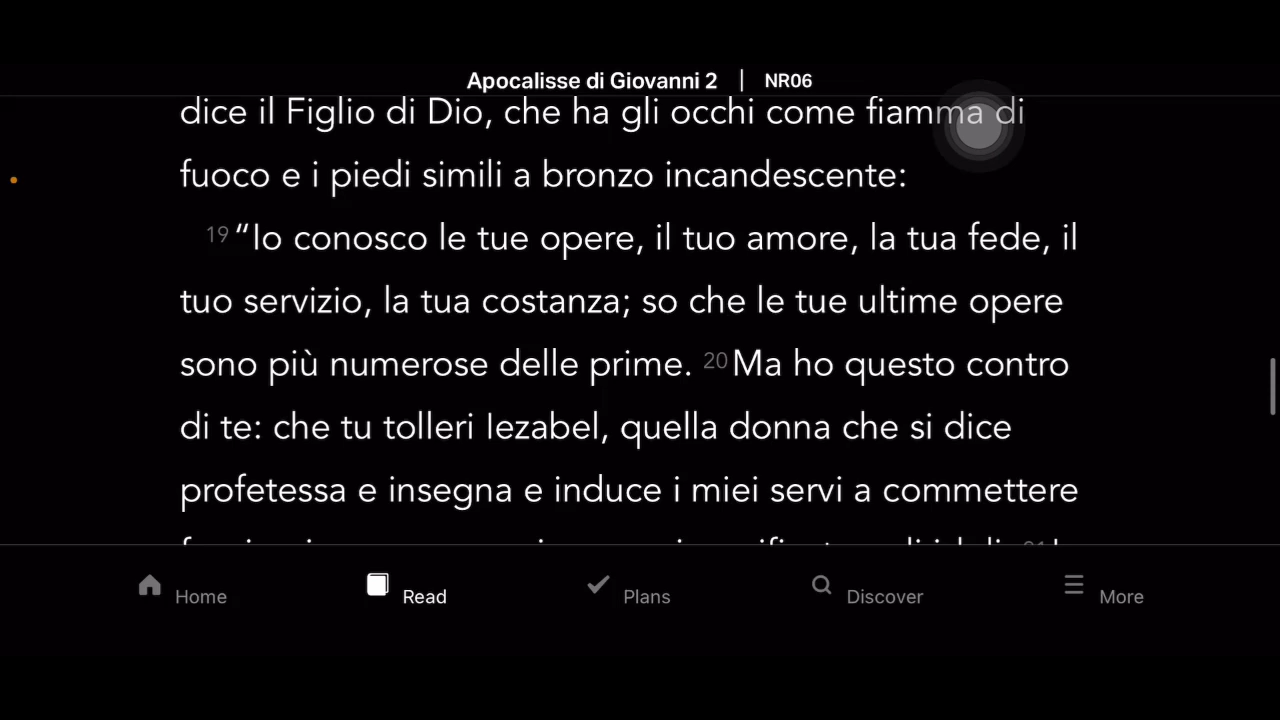 Apocalisse di Giovanni 2 | NR06
dice il Figlio di Dio, che ha gli occhi come fiamma di
fuoco e i piedi simili a bronzo incandescente:
19 “Io conosco le tue opere, il tuo amore, la tua fede, il
tuo servizio, la tua costanza; so che le tue ultime opere
sono più numerose delle prime. 20 Ma ho questo contro
di te: che tu tolleri Iezabel, quella donna che si dice
profetessa e insegna e induce i miei servi a commettere
Home Read Plans Discover More